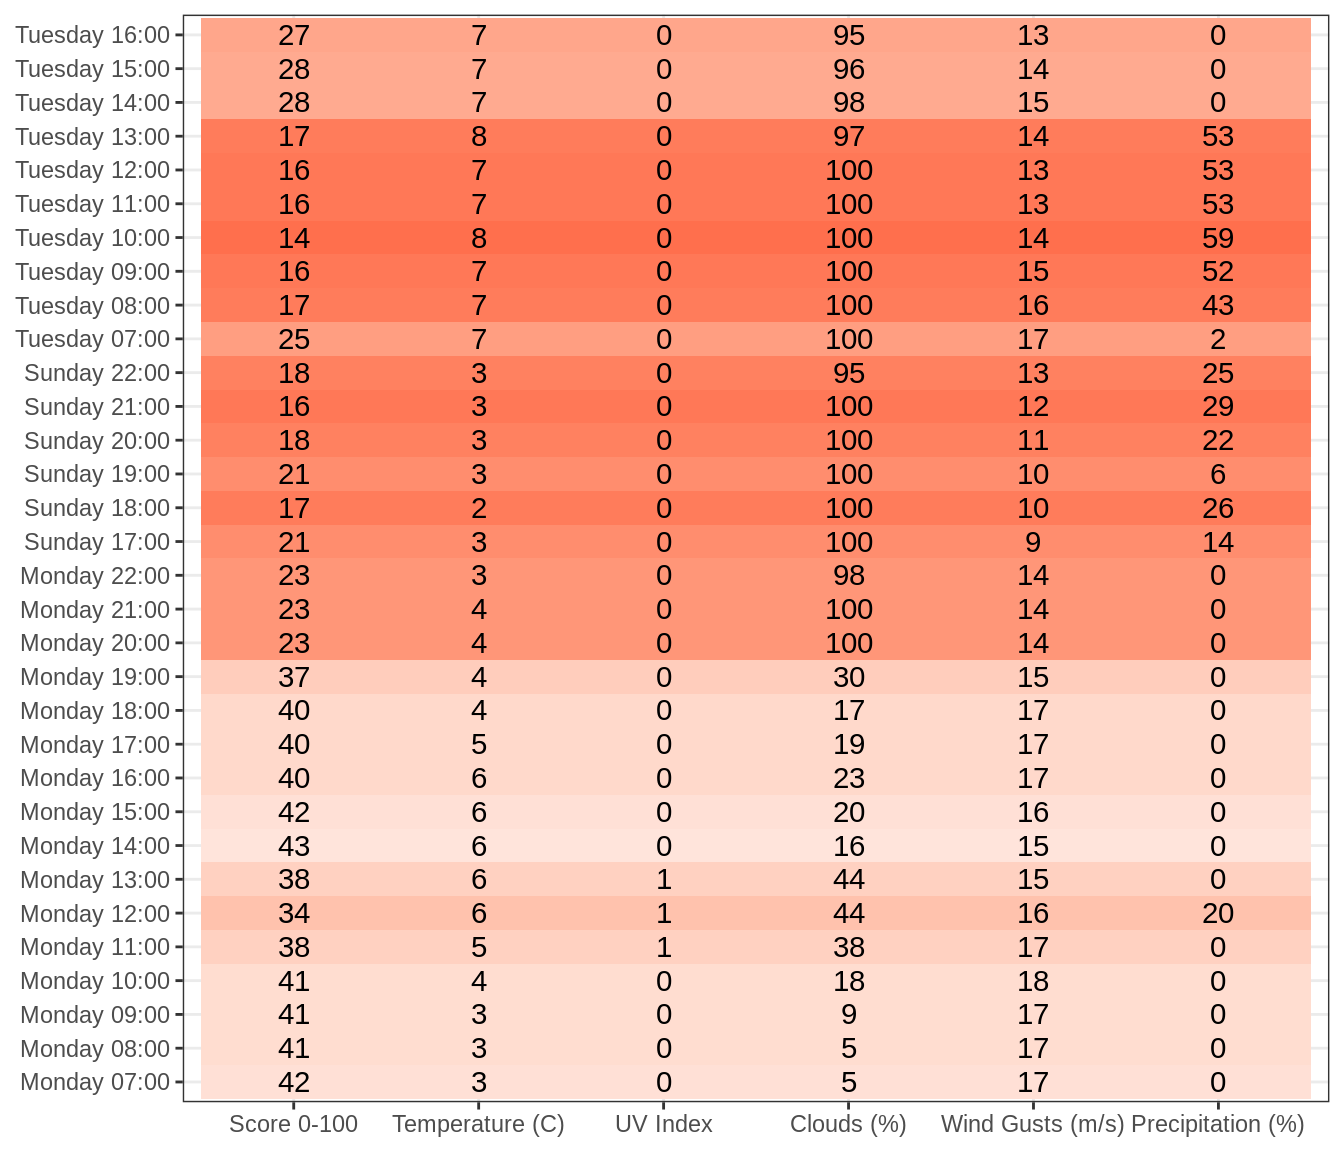 Tuesday 16:00 27 7 0 95 13 0
Tuesday 15:00 28 7 0 96 14 0
Tuesday 14:00 28 7 0 98 15 0
Tuesday 13:00 17 8 0 97 14 53
Tuesday 12:00 16 7 0 100 13 53
Tuesday 11:00 16 7 0 100 13 53
Tuesday 10:00 14 8 0 100 14 59
Tuesday 09:00 16 7 0 100 15 52
Tuesday 08:00 17 7 0 100 16 43
Tuesday 07:00 25 7 0 100 17 2
Sunday 22:00 18 3 0 95 13 25
Sunday 21:00 16 3 0 100 12 29
Sunday 20:00 18 3 0 100 11 22
Sunday 19:00 21 3 0 100 10 6
Sunday 18:00 17 2 0 100 10 26
Sunday 17:00 21 3 0 100 9 14
Monday 22:00 23 3 0 98 14 0
Monday 21:00 23 4 0 100 14 0
Monday 20:00 23 4 0 100 14 0
Monday 19:00 37 4 0 30 15 0
Monday 18:00 40 4 0 17 17 0
Monday 17:00 40 5 0 19 17 0
Monday 16:00 40 6 0 23 17 0
Monday 15:00 42 6 0 20 16 0
Monday 14:00 43 6 0 16 15 0
Monday 13:00 38 6 1 44 15 0
Monday 12:00 34 6 1 44 16 20
Monday 11:00 38 5 1 38 17 0
Monday 10:00 41 4 0 18 18 0
Monday 09:00 41 3 0 9 17 0
Monday 08:00 41 3 0 5 17 0
Monday 07:00 42 3 0 5 17 0
Score 0-100 Temperature (C) UV Index Clouds (%) Wind Gusts (m/s) Precipitation (%)